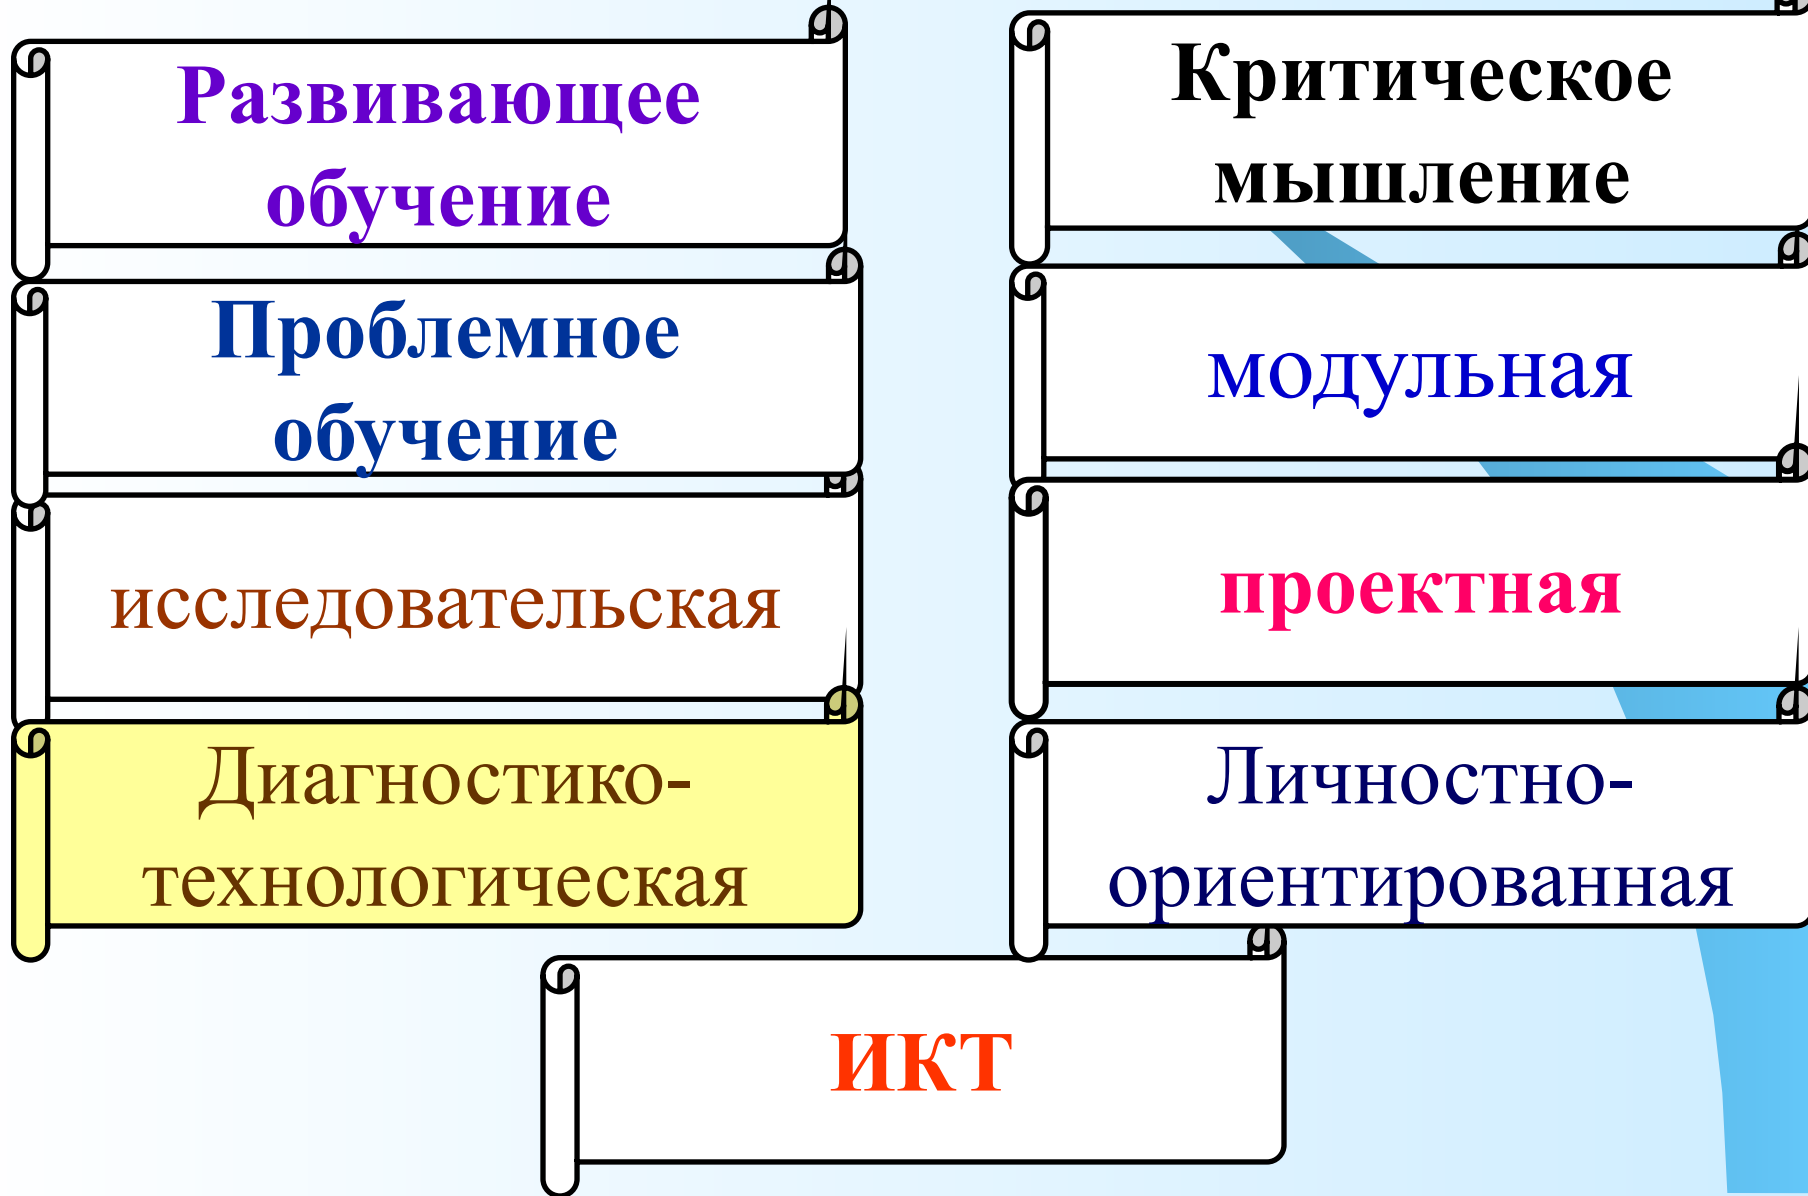 Развивающее
обучение
Проблемное
обучение
исследовательская
Диагностико-
технологическая
Критическое
мышление
модульная
проектная
Личностно-
ориентированная
ИКТ